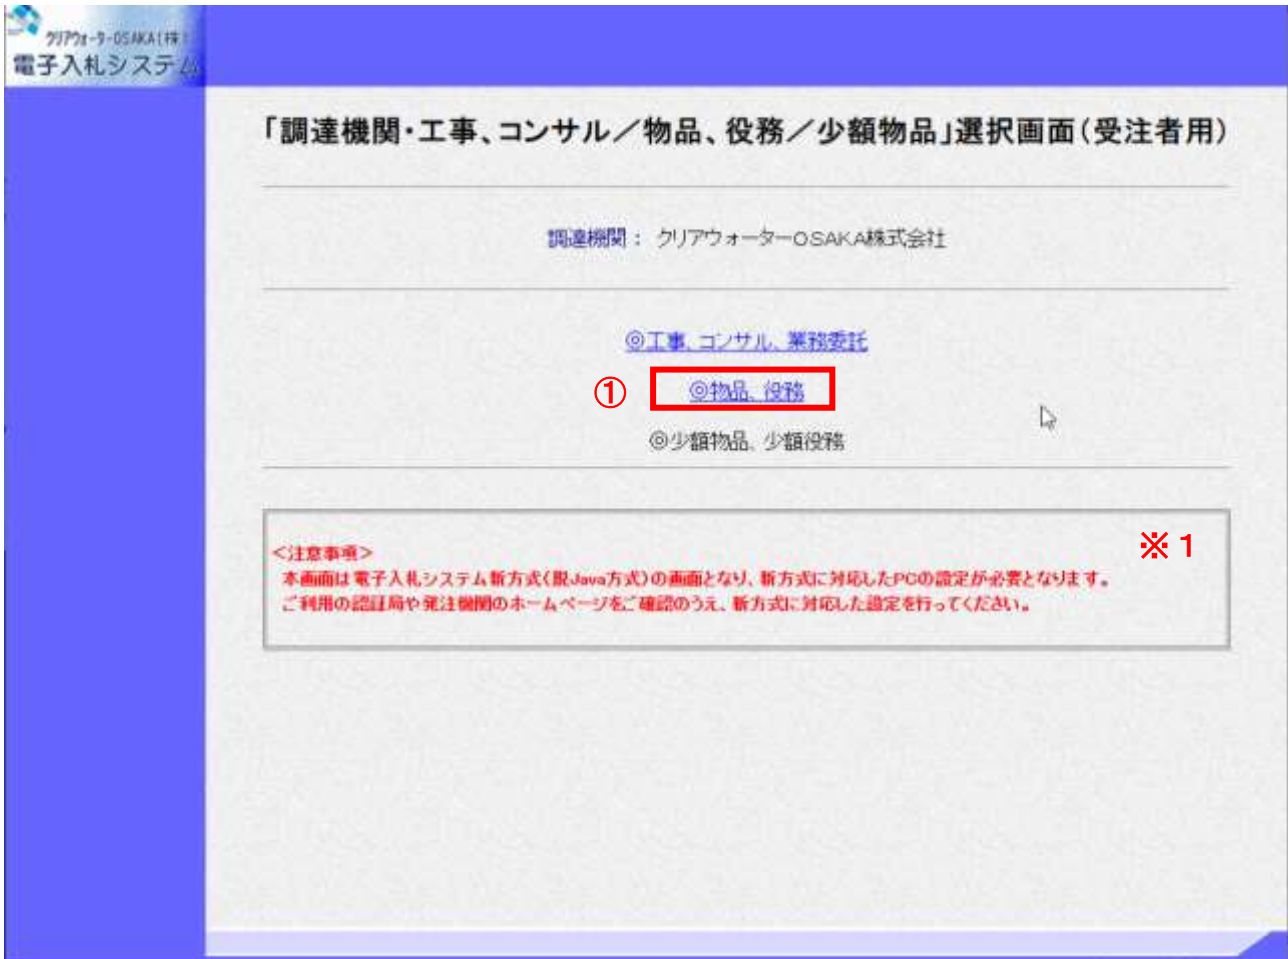 クリアウォーターOSAKA(株)
電子入札システム
「調達機関・工事、コンサル／物品、役務／少額物品」選択画面(受注者用)
調達機関： クリアウォーターOSAKA株式会社
◎工事、コンサル、業務委託
① ◎物品、役務
◎少額物品、少額役務
※１
＜注意事項＞
本画面は電子入札システム新方式(脱Java方式)の画面となり、新方式に対応したPCの設定が必要となります。
ご利用の認証局や発注機関のホームページをご確認のうえ、新方式に対応した設定を行ってください。